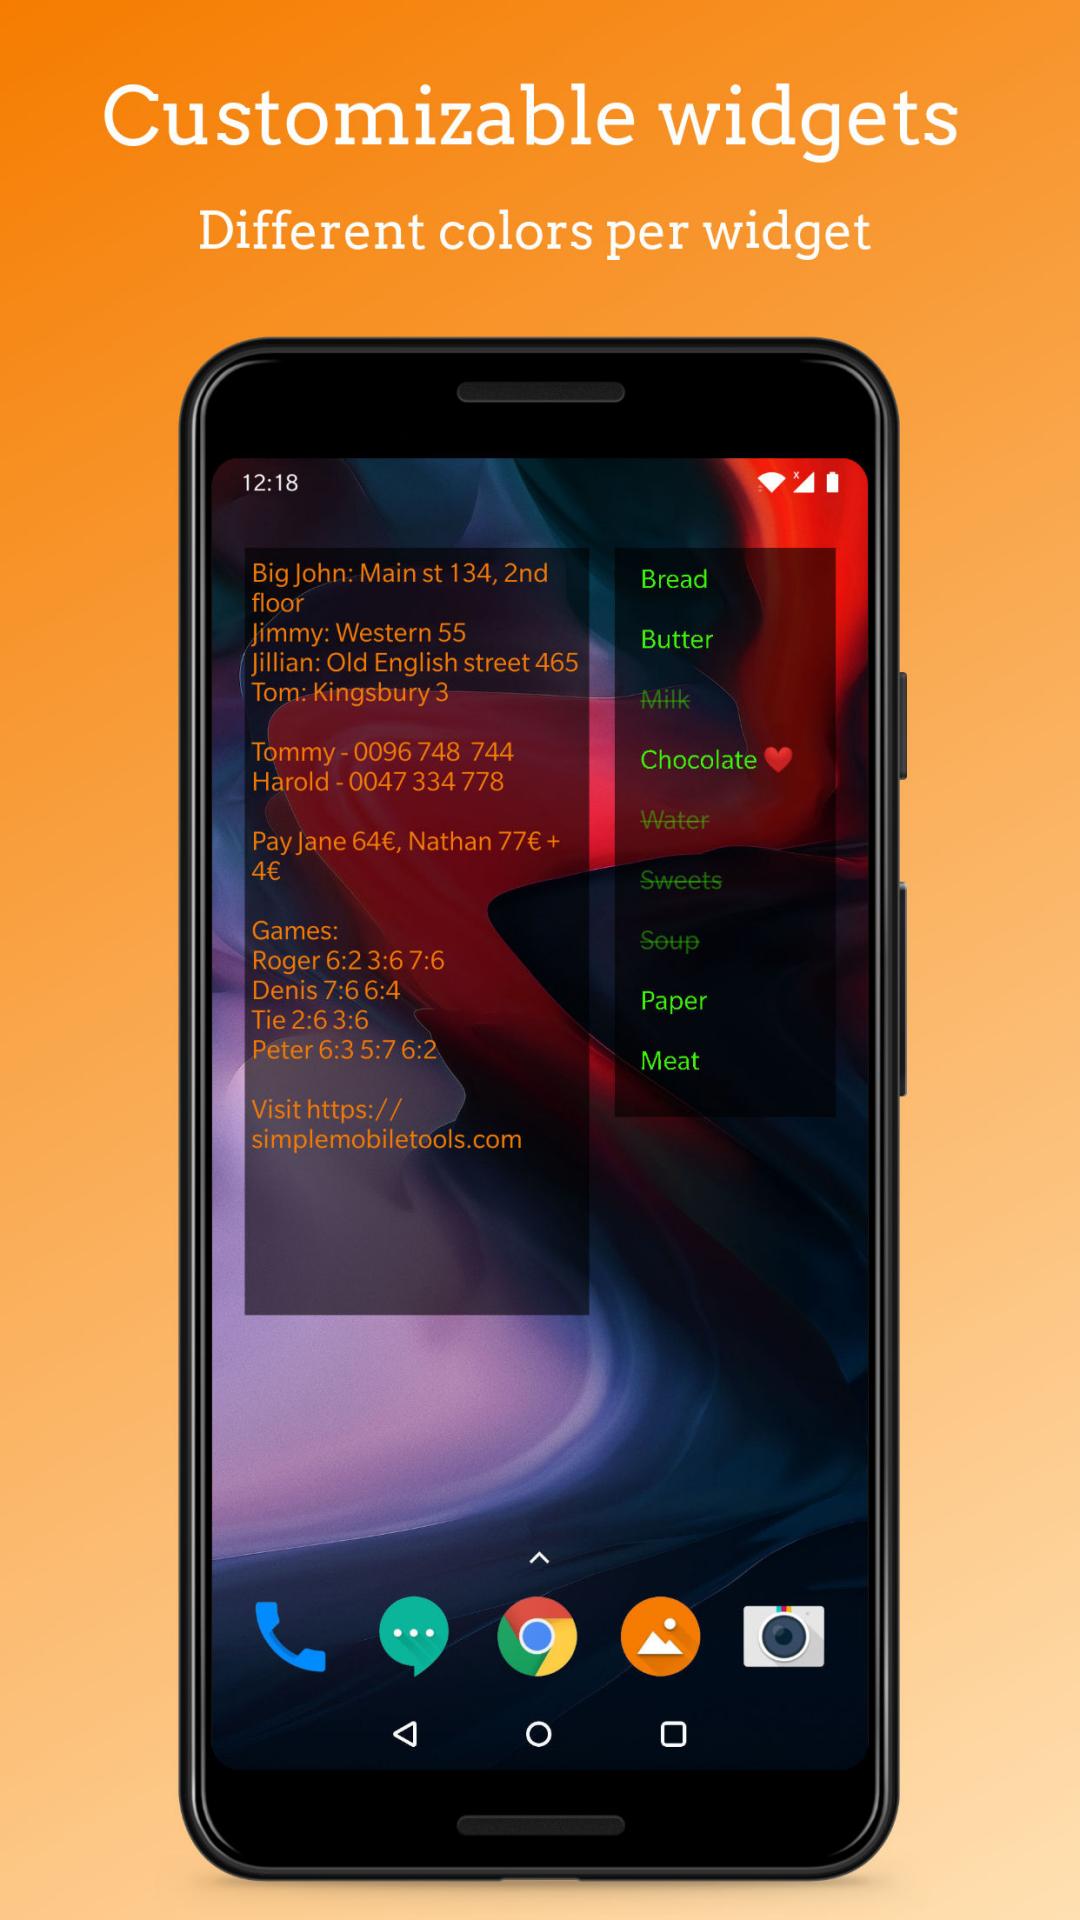 Customizable widgets
Different colors per widget
12:18
Big John: Main st 134, 2nd
floor
Jimmy: Western 55
Jillian: Old English street 465
Tom: Kingsbury 3
Tommy - 0096 748  744
Harold - 0047 334 778
Pay Jane 64€, Nathan 77€ +
4€
Games:
Roger 6:2 3:6 7:6
Denis 7:6 6:4
Tie 2:6 3:6
Peter 6:3 5:7 6:2
Visit https://
simplemobiletools.com
Bread
Butter
Milk
Chocolate ❤️
Water
Sweets
Soup
Paper
Meat